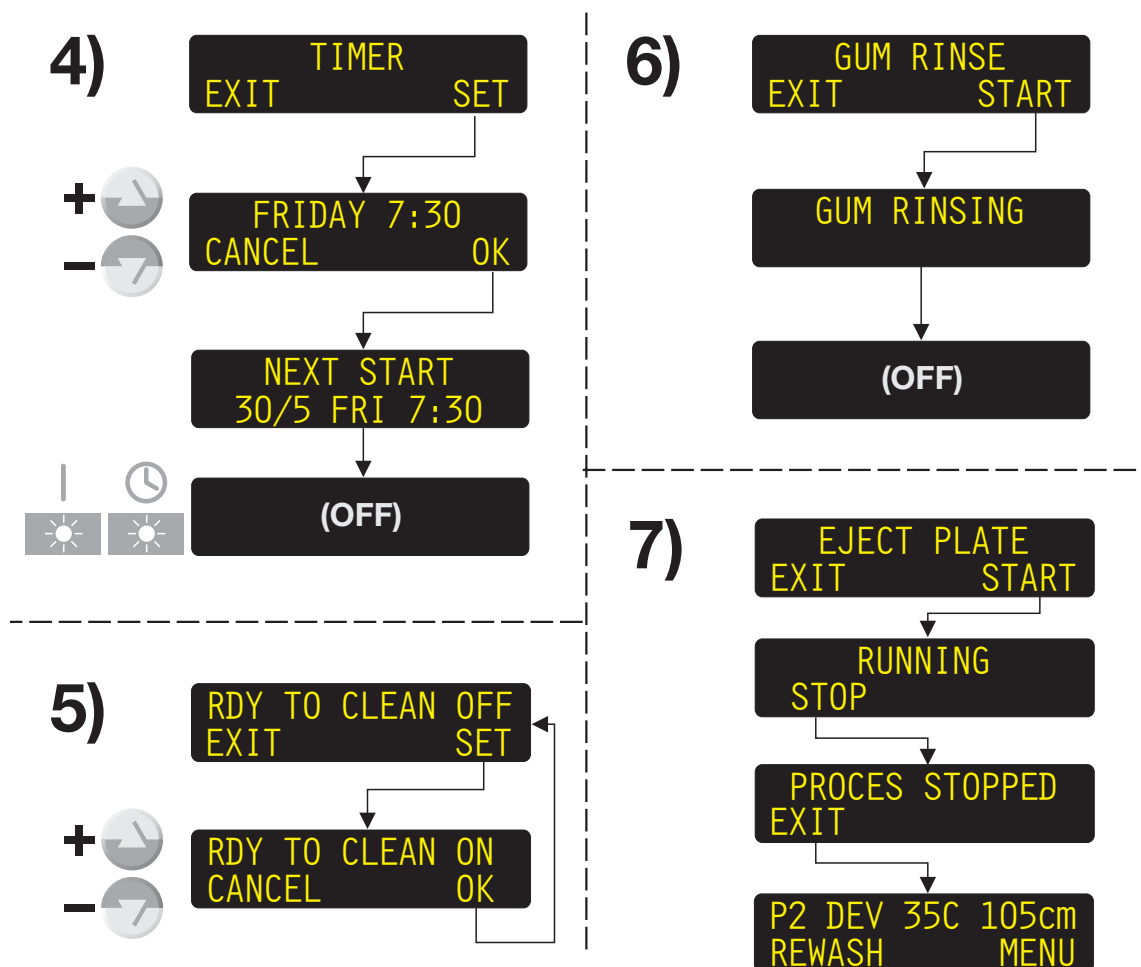 4)
TIMER
EXIT SET
+
FRIDAY 7:30
-
CANCEL OK
NEXT START
30/5 FRI 7:30
(OFF)
5)
RDY TO CLEAN OFF
EXIT SET
+
RDY TO CLEAN ON
-
CANCEL OK
6)
GUM RINSE
EXIT START
GUM RINSING
(OFF)
7)
EJECT PLATE
EXIT START
RUNNING
STOP
PROCES STOPPED
EXIT
P2 DEV 35C 105cm
REWASH MENU